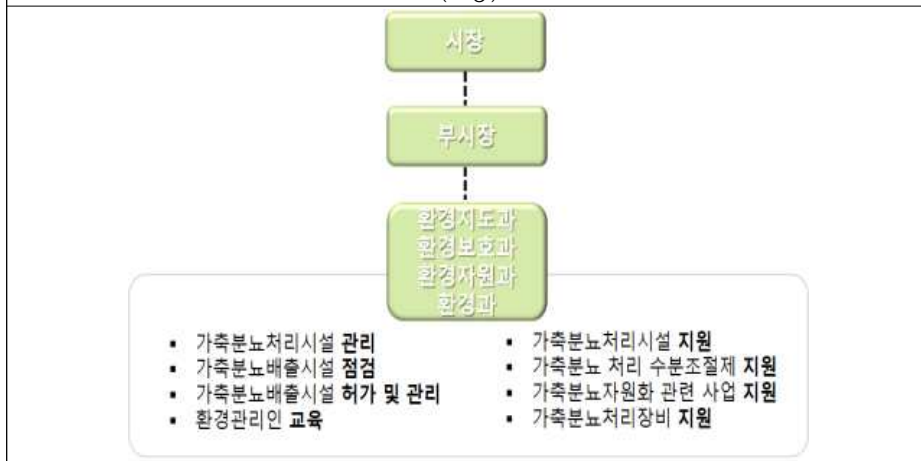 시장
부시장
환경지도과
환경보호과
환경자원과
환경과
▪ 가축분뇨처리시설 관리
▪ 가축분뇨배출시설 점검
▪ 가축분뇨배출시설 허가 및 관리
▪ 환경관리인 교육
▪ 가축분뇨처리시설 지원
▪ 가축분뇨 처리 수분조절제 지원
▪ 가축분뇨자원화 관련 사업 지원
▪ 가축분뇨처리장비 지원